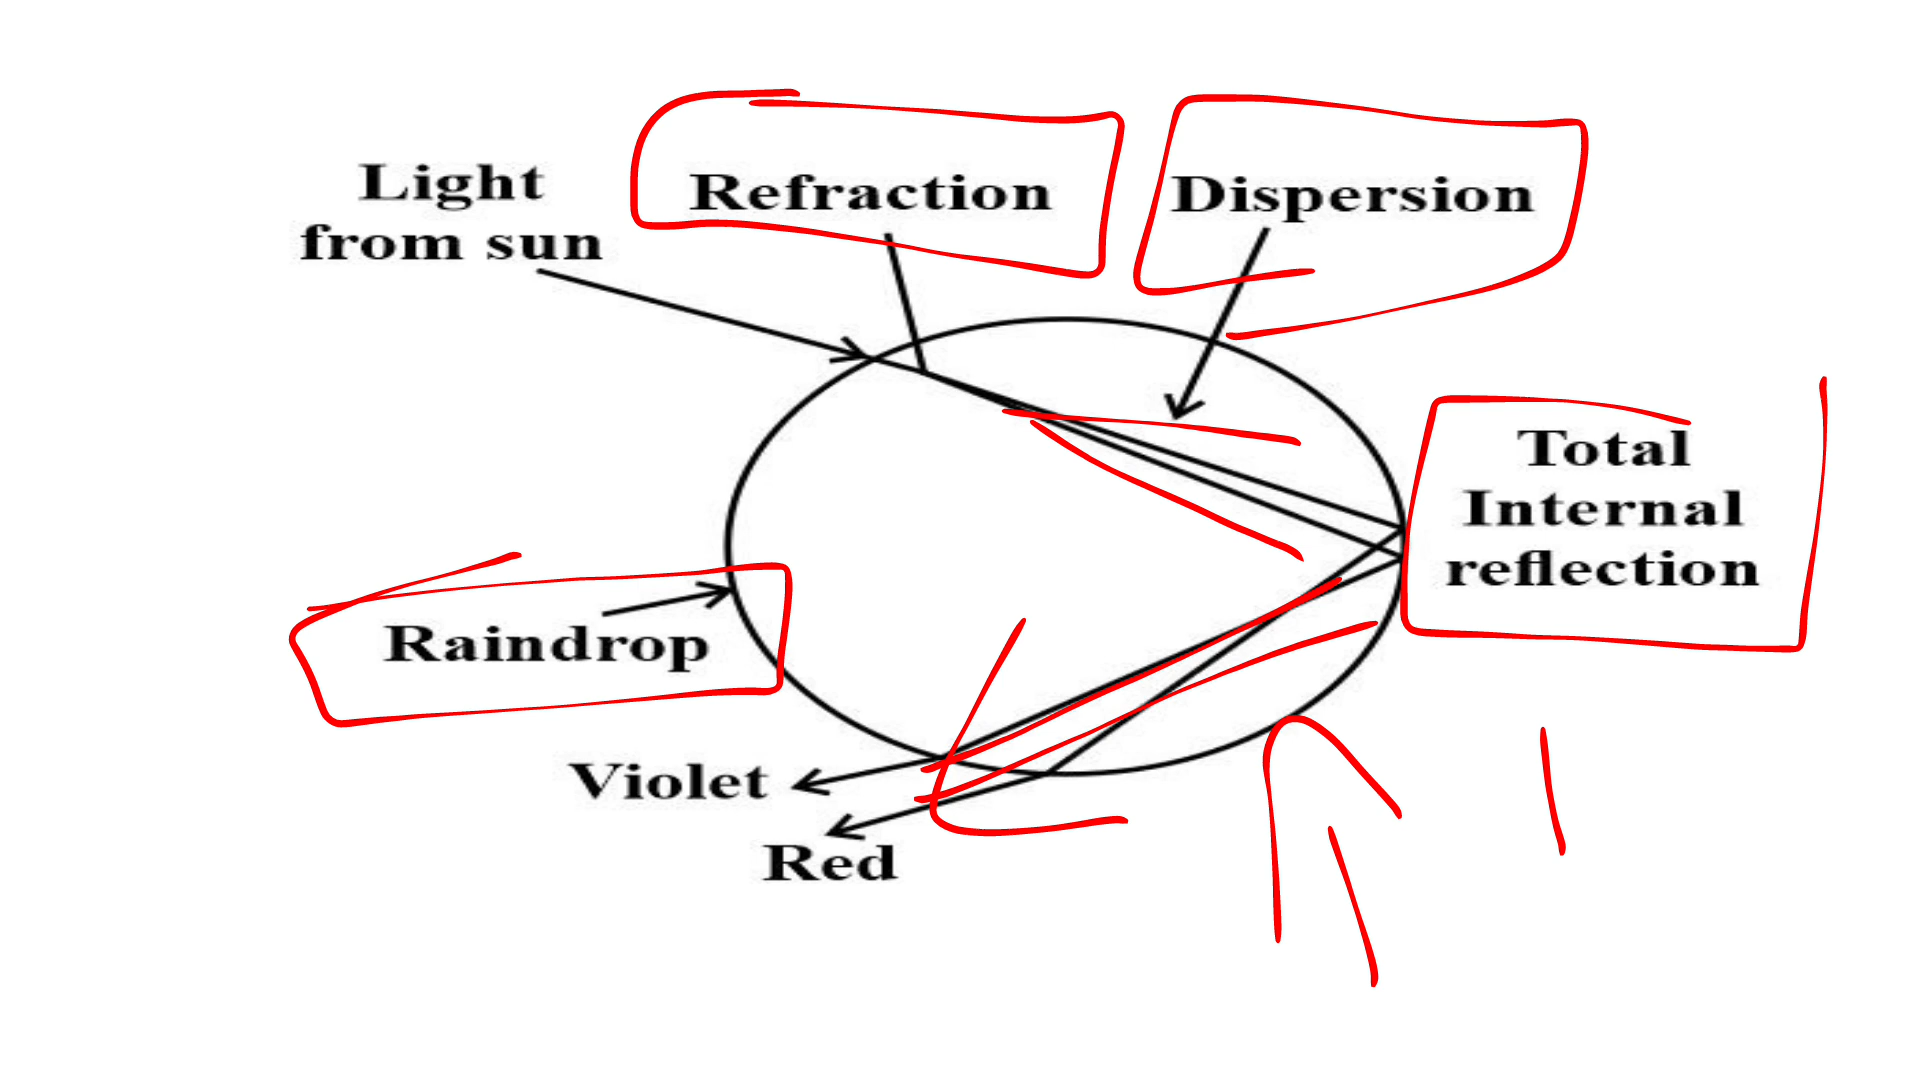 Light
from sun
Refraction
Dispersion
Total
Internal
reflection
Raindrop
Violet
Red